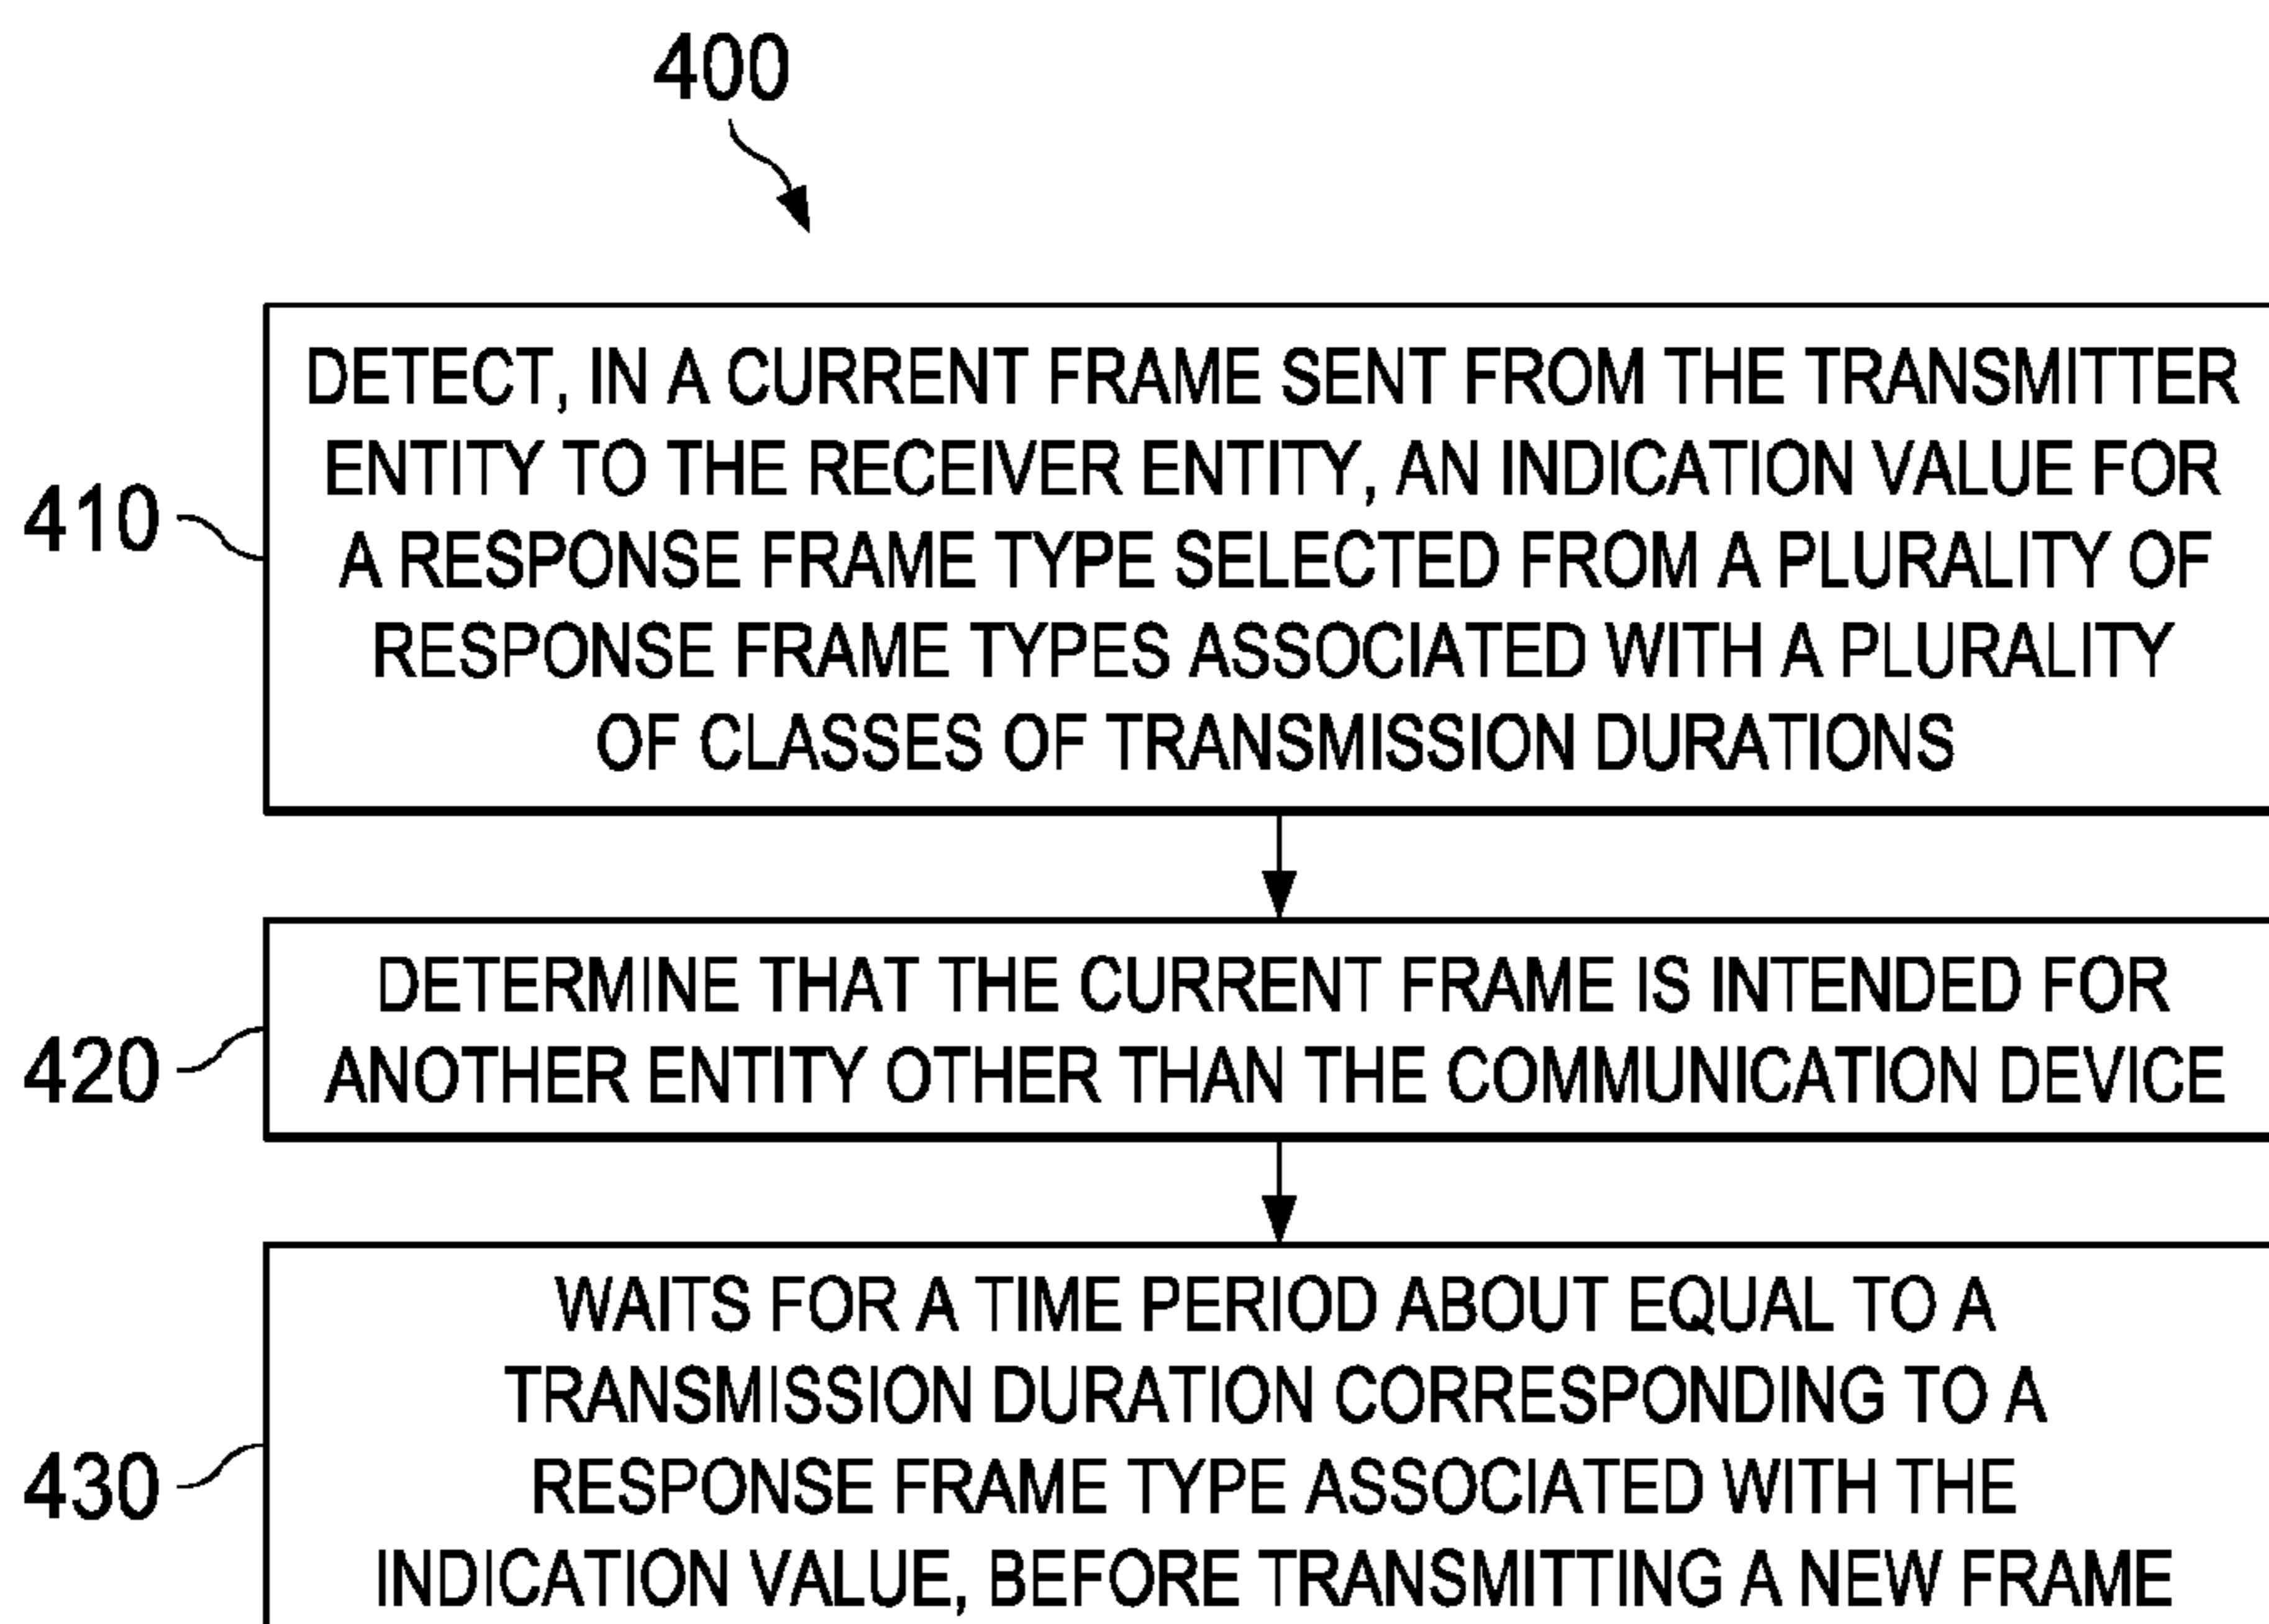 400
410
DETECT, IN A CURRENT FRAME SENT FROM THE TRANSMITTER
ENTITY TO THE RECEIVER ENTITY, AN INDICATION VALUE FOR
A RESPONSE FRAME TYPE SELECTED FROM A PLURALITY OF
RESPONSE FRAME TYPES ASSOCIATED WITH A PLURALITY
OF CLASSES OF TRANSMISSION DURATIONS
420
DETERMINE THAT THE CURRENT FRAME IS INTENDED FOR
ANOTHER ENTITY OTHER THAN THE COMMUNICATION DEVICE
430
WAITS FOR A TIME PERIOD ABOUT EQUAL TO A
TRANSMISSION DURATION CORRESPONDING TO A
RESPONSE FRAME TYPE ASSOCIATED WITH THE
INDICATION VALUE, BEFORE TRANSMITTING A NEW FRAME